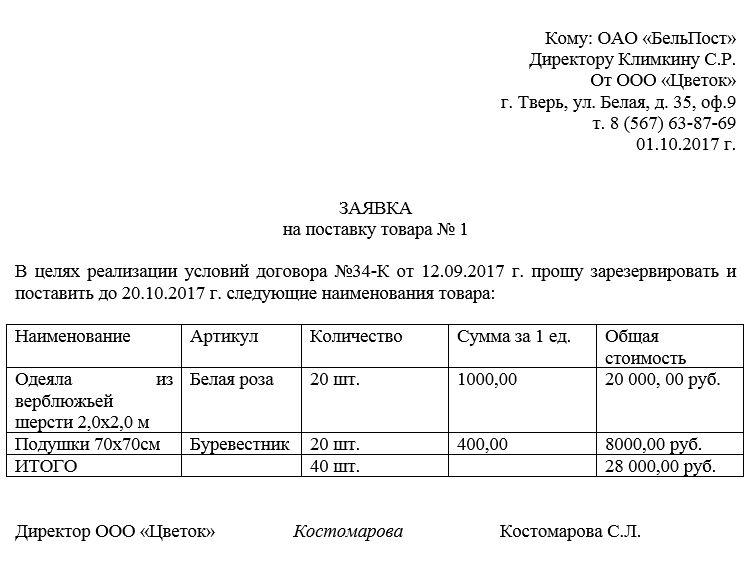 Кому: ОАО «БельПост»
Директору Климкину С.Р.
От ООО «Цветок»
г. Тверь, ул. Белая, д. 35, оф.9
т. 8 (567) 63-87-69
01.10.2017 г.
ЗАЯВКА
на поставку товара № 1
В целях реализации условий договора №34-К от 12.09.2017 г. прошу зарезервировать и
поставить до 20.10.2017 г. следующие наименования товара:
Наименование Артикул Количество Сумма за 1 ед. Общая
стоимость
Одеяла из Белая роза 20 шт. 1000,00 20 000, 00 руб.
верблюжьей
шерсти 2,0х2,0 м
Подушки 70х70см Буревестник 20 шт. 400,00 8000,00 руб.
ИТОГО 40 шт. 28 000,00 руб.
Директор ООО «Цветок» Костомарова Костомарова С.Л.